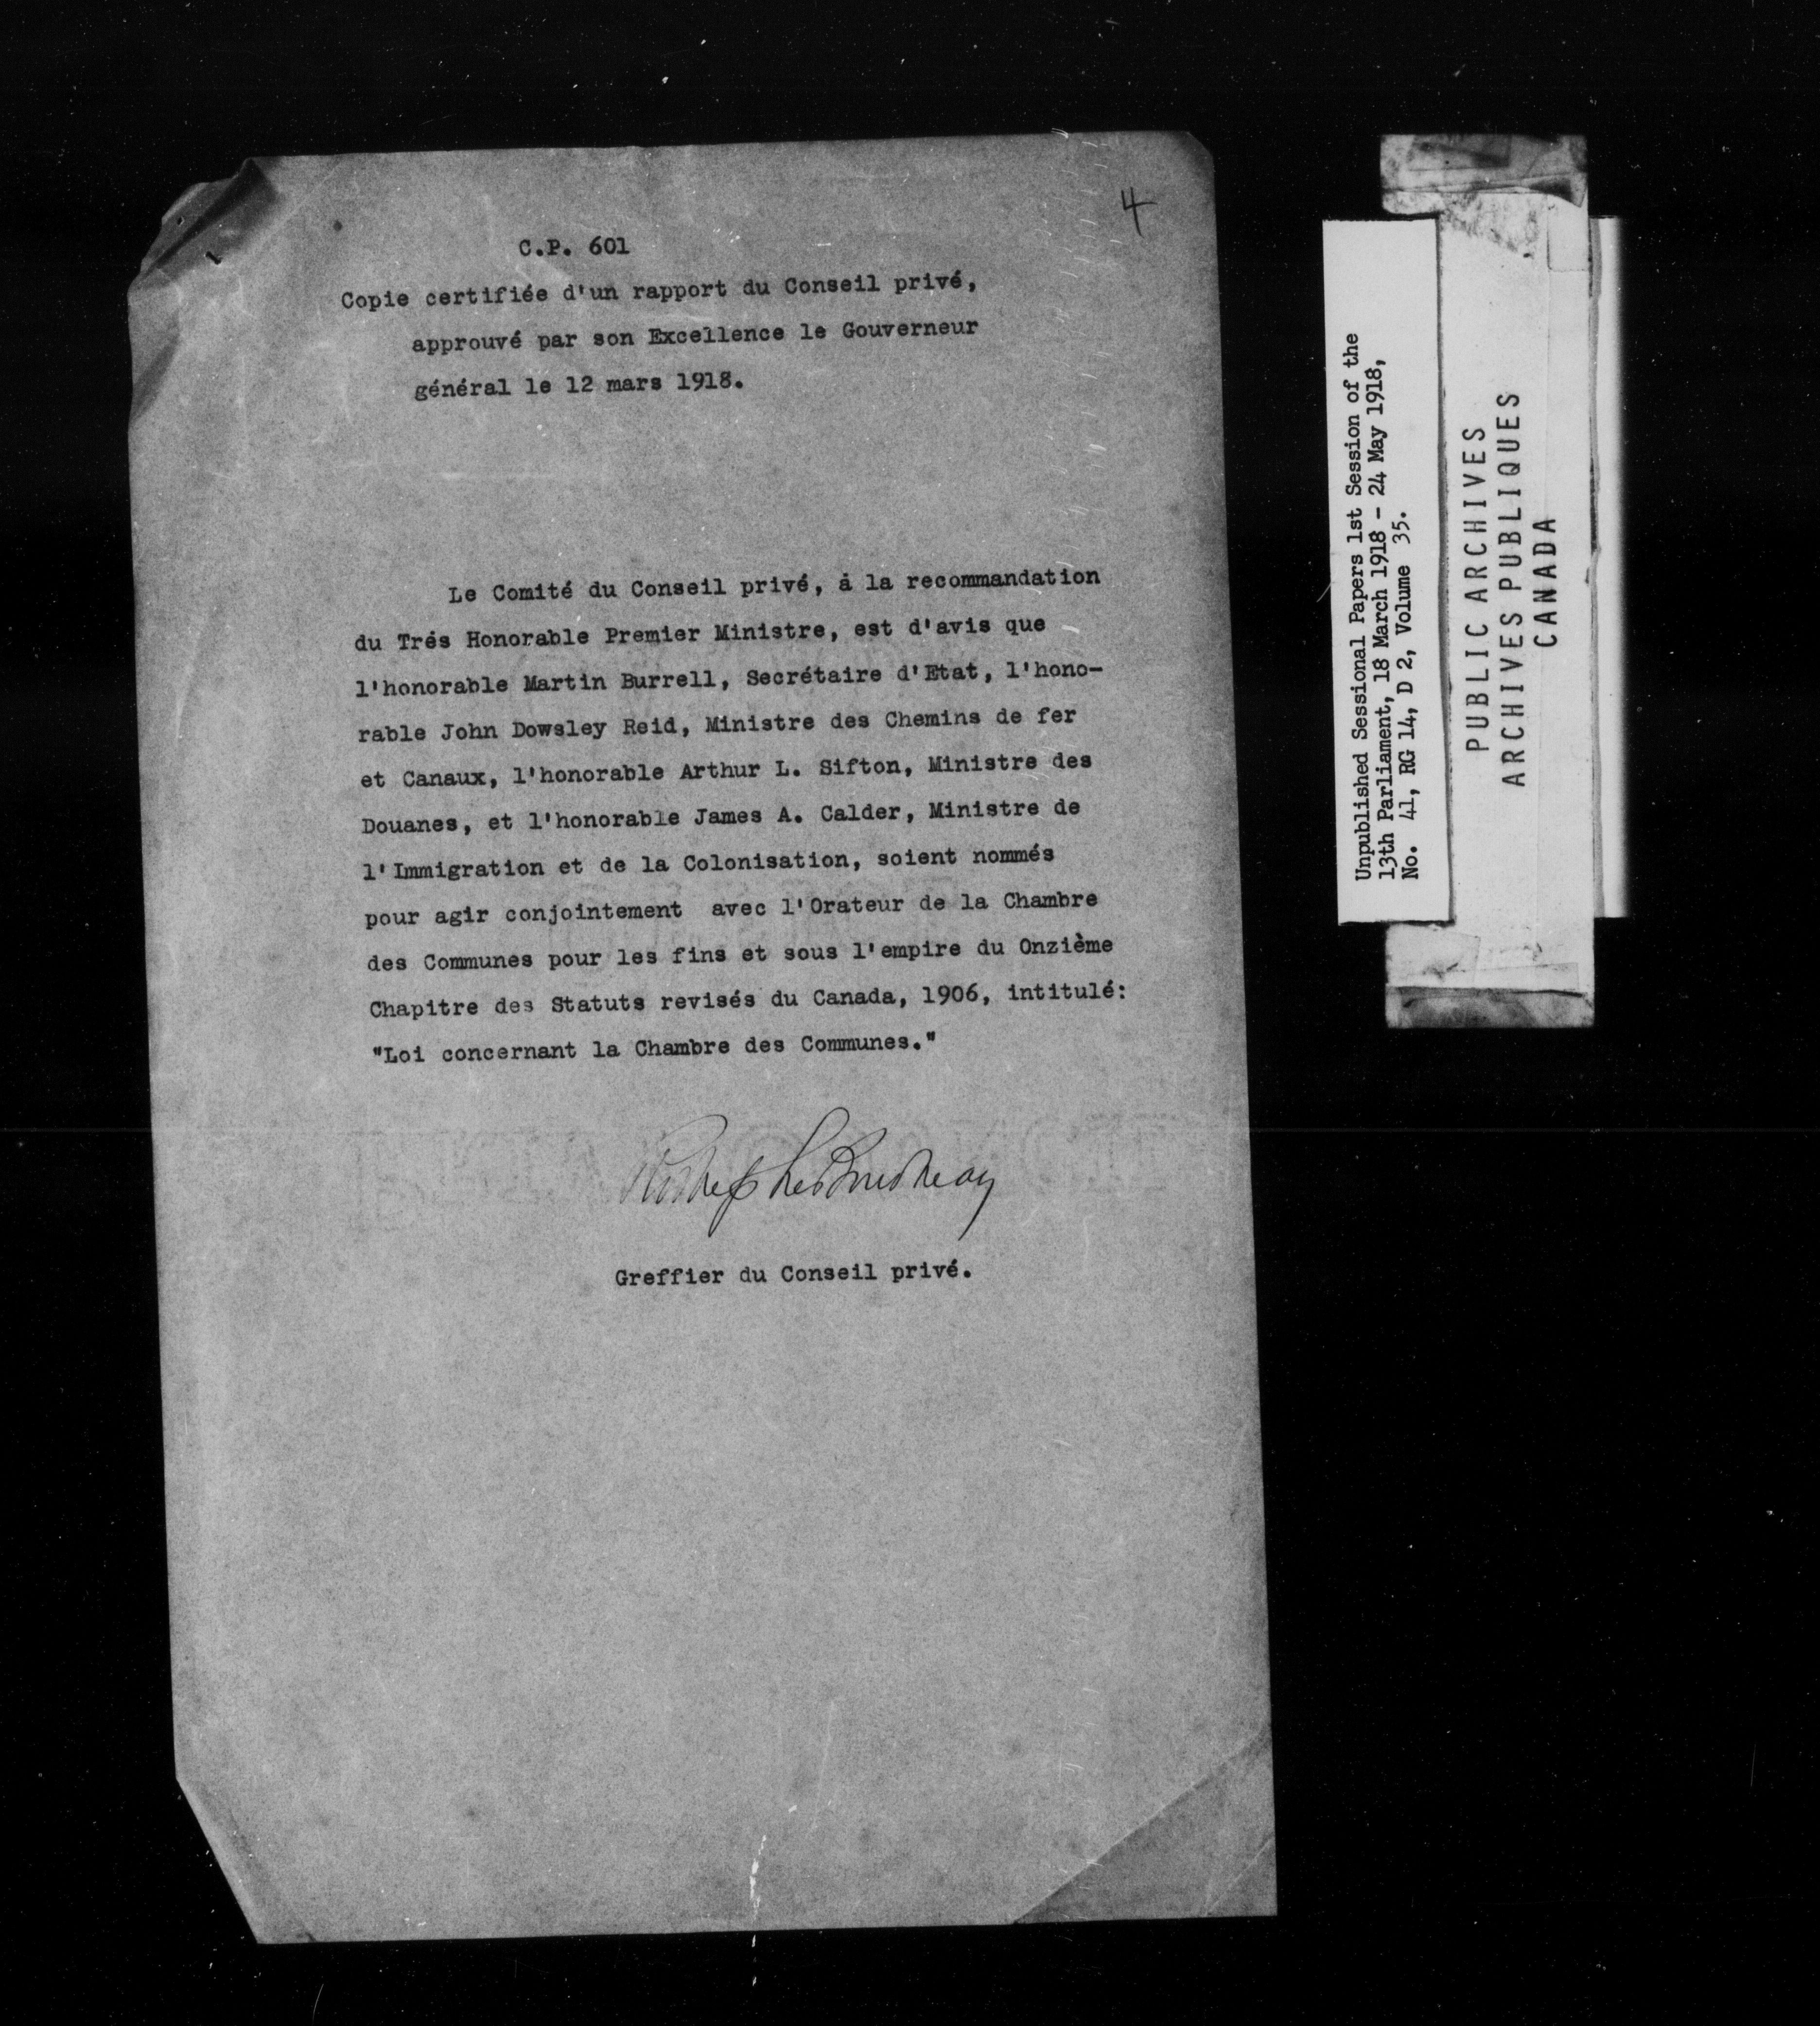 4
C.P. 601
Copie certifiée d'un rapport du Conseil privé,
approuvé par son Excellence le Gouverneur
général le 12 mars 1918.
Le Comité du Conseil privé, à la recommandation
du Trés Honorable Premier Ministre, est d'avis que
l'honorable Martin Burrell, Secrétaire d'Etat, l'hono-
rable John Dowsley Reid, Ministre des Chemins de fer
et Canaux, l'honorable Arthur L. Sifton, Ministre des
Douanes, et l'honorable James A. Calder, Ministre de
l'Immigration et de la Colonisation, soient nommés
pour agir conjointement avec l'Orateur de la Chambre
des Communes pour les fins et sous l'empire du Onzième
Chapitre des Statuts revisés du Canada, 1906, intitulé:
"Loi concernant la Chambre des Communes."
Greffier du Conseil privé.
Unpublished Sessional Papers 1st Session of the
13th Parliament, 18 March 1918 - 24 May 1918,
No. 41, RG 14, D 2, Volume 35.
PUBLIC ARCHIVES
ARCHIVES PUBLIQUES
CANADA